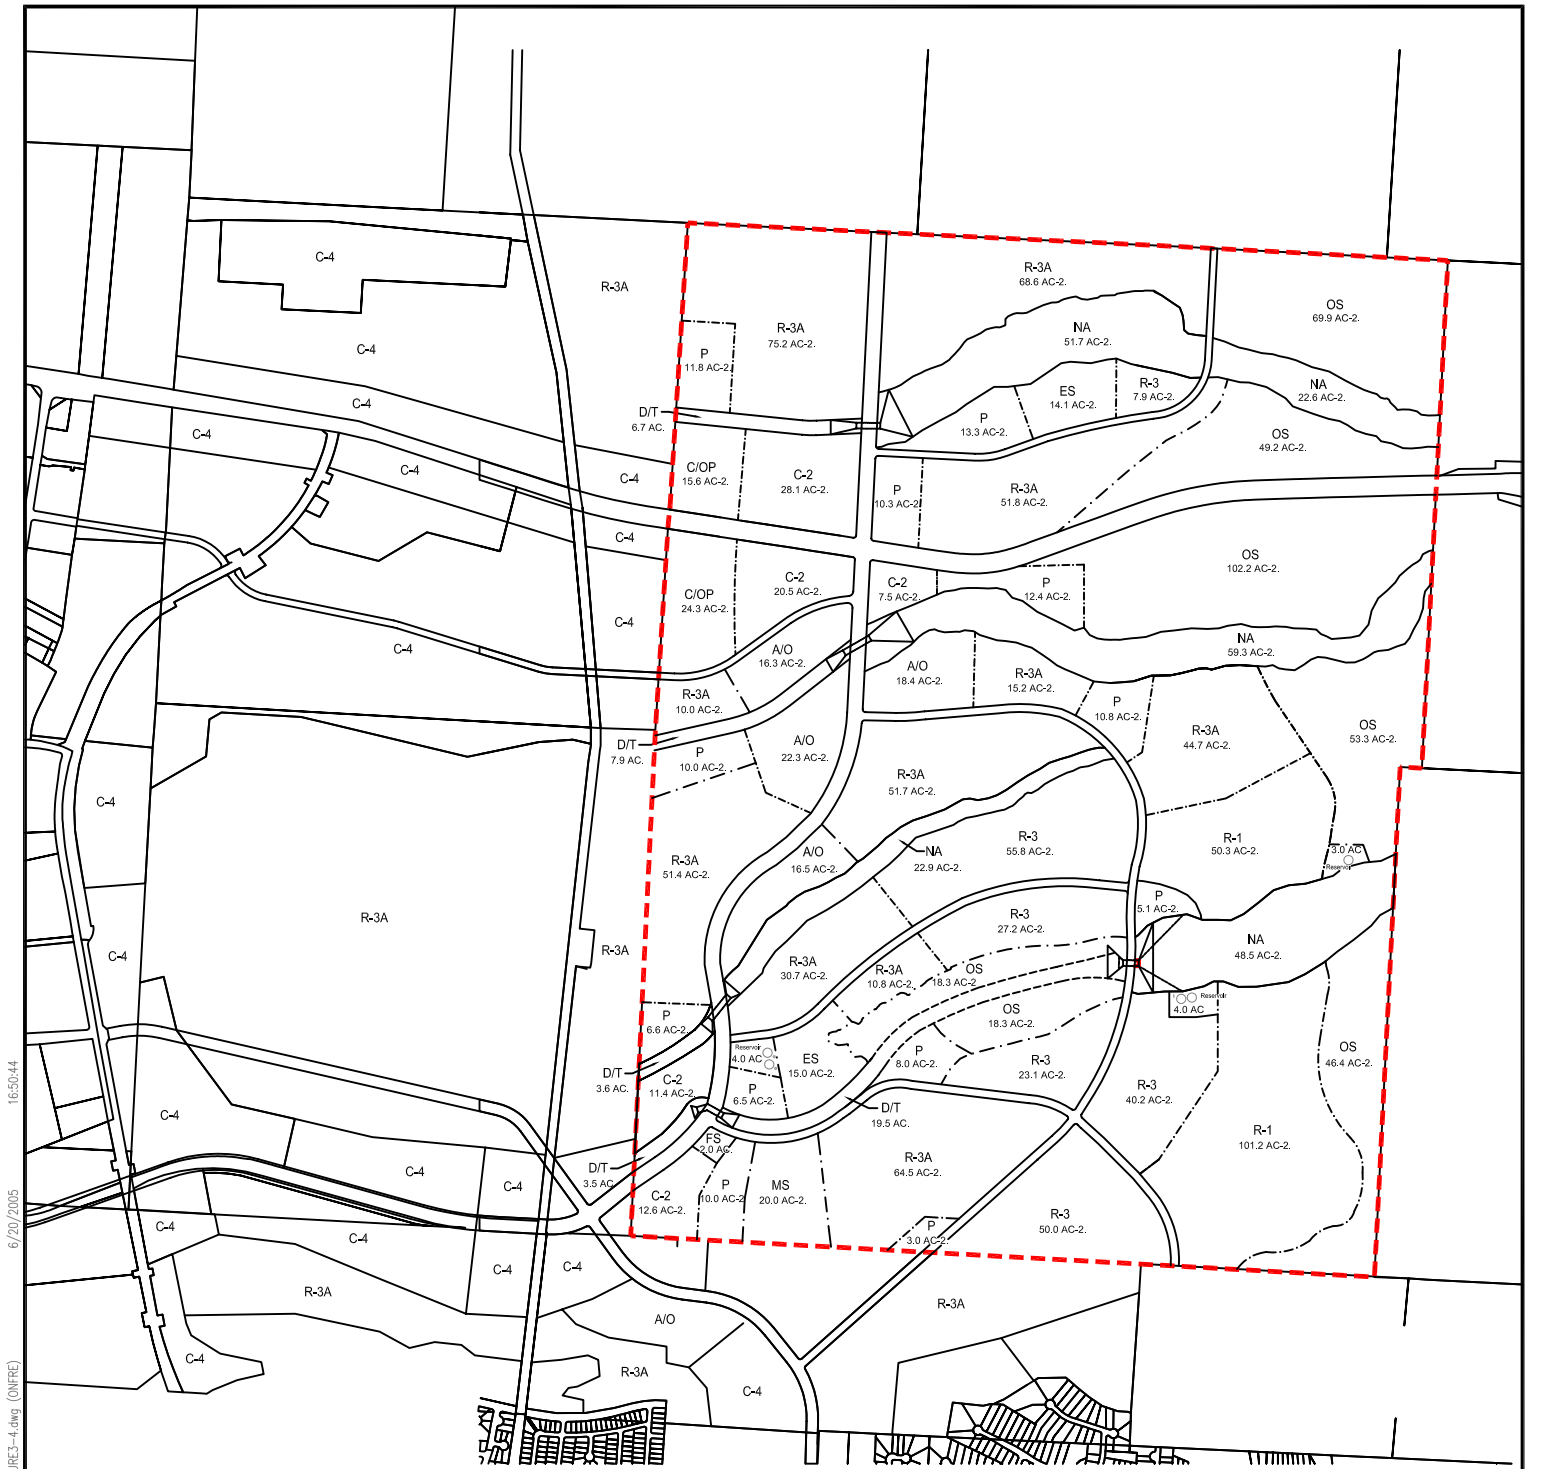 C-4
R-3A
R-3A
68.6 AC-2.
OS
69.9 AC-2.
C-4
R-3A
75.2 AC-2.
NA
51.7 AC-2.
P
11.8 AC-2.
ES
14.1 AC-2.
R-3
7.9 AC-2.
NA
22.6 AC-2.
C-4
D/T
6.7 AC.
P
13.3 AC-2.
C-4
OS
49.2 AC-2.
C-4
C-4
C/OP
15.6 AC-2.
C-2
28.1 AC-2.
P
10.3 AC-2.
R-3A
51.8 AC-2.
C-4
OS
102.2 AC-2.
C/OP
24.3 AC-2.
C-2
20.5 AC-2.
C-2
7.5 AC-2.
P
12.4 AC-2.
C-4
C-4
A/O
16.3 AC-2.
NA
59.3 AC-2.
R-3A
10.0 AC-2.
A/O
18.4 AC-2.
R-3A
15.2 AC-2.
P
10.8 AC-2.
R-3A
44.7 AC-2.
OS
53.3 AC-2.
D/T
7.9 AC.
P
10.0 AC-2.
A/O
22.3 AC-2.
R-3A
51.7 AC-2.
C-4
R-3A
51.4 AC-2.
A/O
16.5 AC-2.
NA
22.9 AC-2.
R-3
55.8 AC-2.
R-1
50.3 AC-2.
3.0 AC
Reservoir
R-3A
R-3A
C-4
R-3
27.2 AC-2.
P
5.1 AC-2.
NA
48.5 AC-2.
R-3A
30.7 AC-2.
R-3A
10.8 AC-2.
OS
18.3 AC-2.
Reservoir
4.0 AC
P
6.6 AC-2.
OS
18.3 AC-2.
Reservoir
4.0 AC
ES
15.0 AC-2.
P
8.0 AC-2.
R-3
23.1 AC-2.
OS
46.4 AC-2.
D/T
3.6 AC.
C-2
11.4 AC-2.
P
6.5 AC-2.
R-3
40.2 AC-2.
D/T
19.5 AC.
C-4
FS
2.0 AC.
R-1
101.2 AC-2.
C-4
C-4
D/T
3.5 AC.
C-2
12.6 AC-2.
P
10.0 AC-2.
MS
20.0 AC-2.
R-3A
64.5 AC-2.
R-3
50.0 AC-2.
P
3.0 AC-2.
C-4
C-4
C-4
C-4
R-3A
R-3A
A/O
C-4
R-3A
C-4
URE3-4.dwg (ONFRE)
6/20/2005
16:50:44